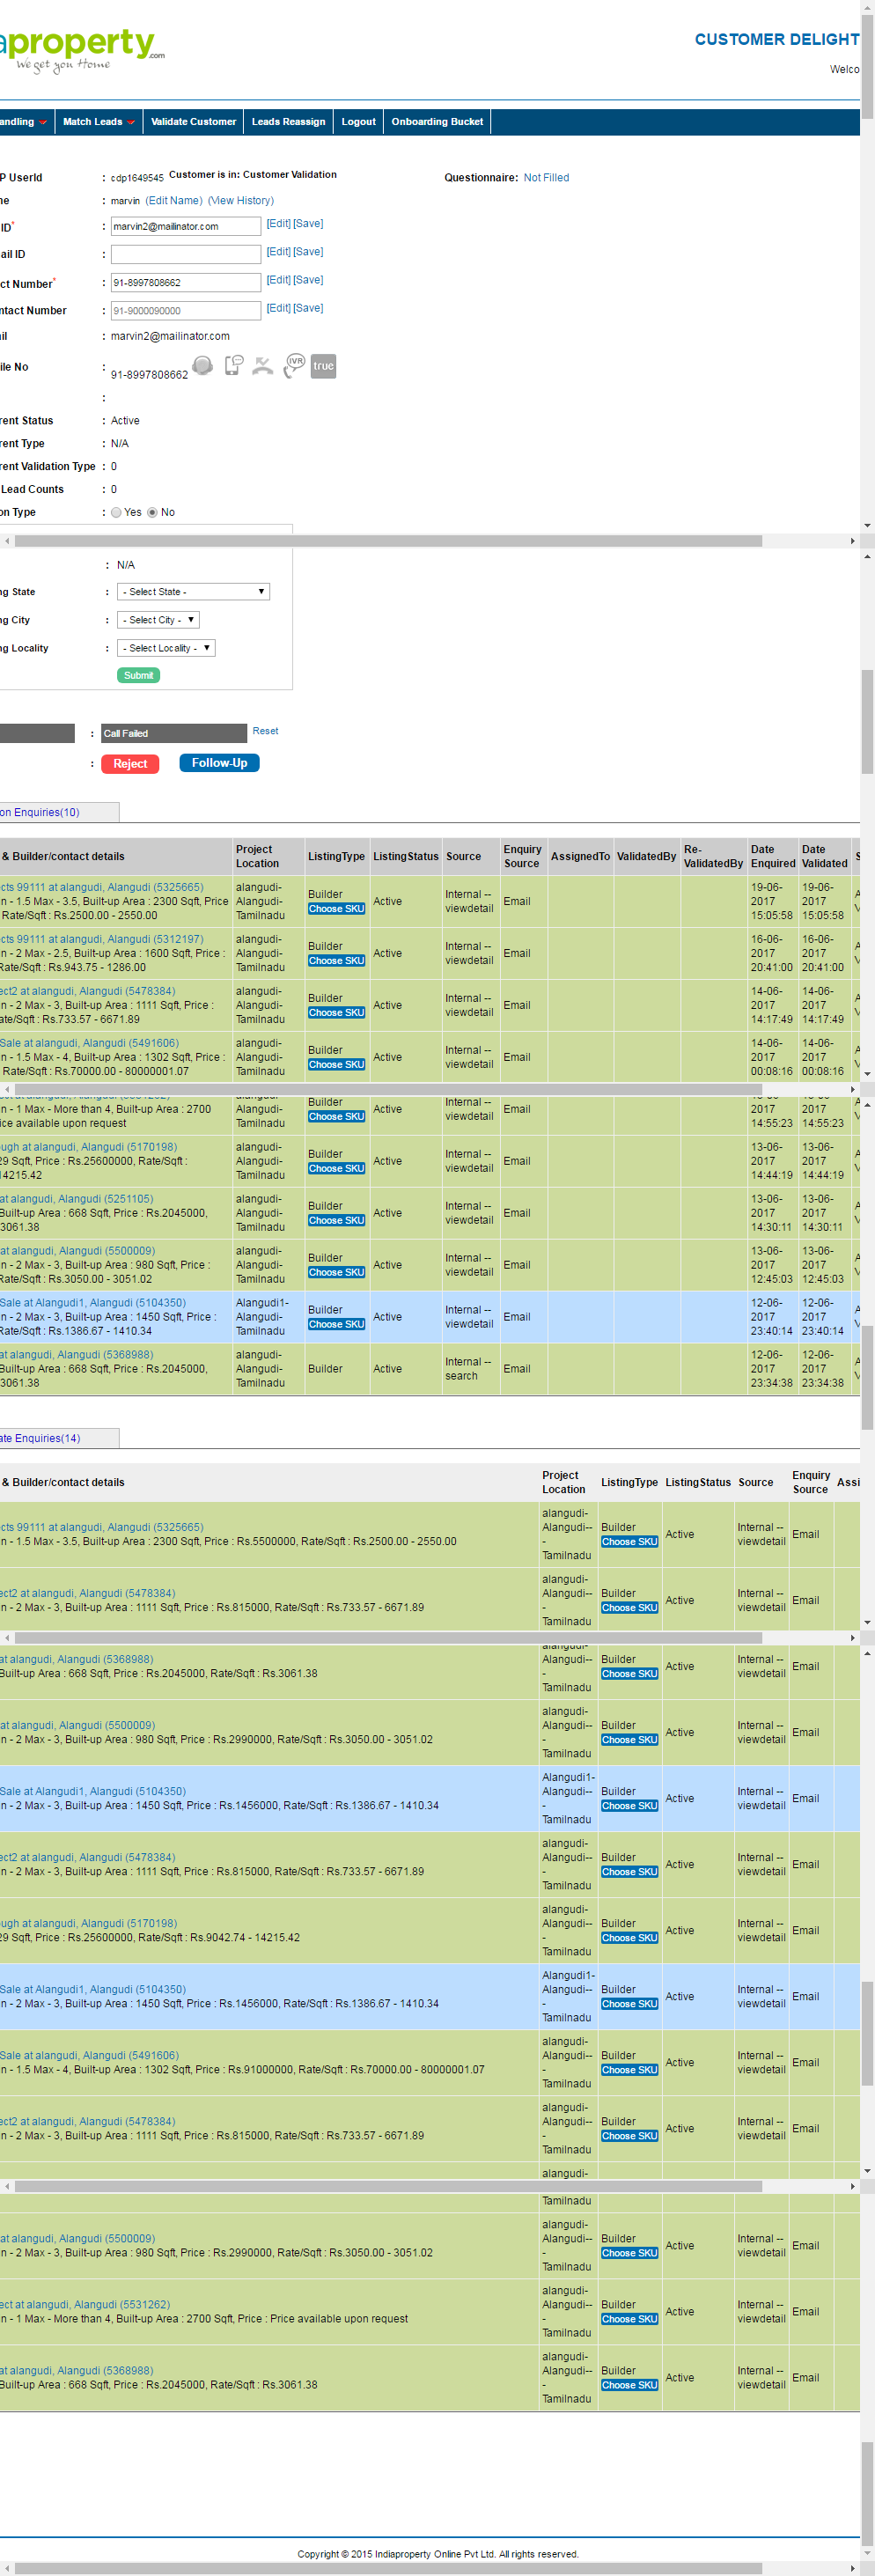 aproperty.com
We get you Home
CUSTOMER DELIGHT
Welco
andling Match Leads Validate Customer Leads Reassign Logout Onboarding Bucket
P UserId : cdp1649545 Customer is in: Customer Validation Questionnaire: Not Filled
ne : marvin (Edit Name) (View History)
ID* : marvin2@mailinator.com [Edit] [Save]
ail ID : [Edit] [Save]
ct Number* : 91-8997808662 [Edit] [Save]
ntact Number : 91-9000090000 [Edit] [Save]
il : marvin2@mailinator.com
ile No : 91-8997808662 IVR true
:
rent Status : Active
rent Type : N/A
rent Validation Type : 0
Lead Counts : 0
on Type : Yes No
: N/A
ng State : - Select State -
ng City : - Select City -
ng Locality : - Select Locality -
Submit
: Call Failed Reset
: Reject Follow-Up
on Enquiries(10)
& Builder/contact details Project Location ListingType ListingStatus Source Enquiry Source AssignedTo ValidatedBy Re-ValidatedBy Date Enquired Date Validated S
cts 99111 at alangudi, Alangudi (5325665)
n - 1.5 Max - 3.5, Built-up Area : 2300 Sqft, Price
Rate/Sqft : Rs.2500.00 - 2550.00
alangudi-Alangudi-Tamilnadu Builder Choose SKU Active Internal -- viewdetail Email 19-06-2017 15:05:58 19-06-2017 15:05:58
cts 99111 at alangudi, Alangudi (5312197)
n - 2 Max - 2.5, Built-up Area : 1600 Sqft, Price :
Rate/Sqft : Rs.943.75 - 1286.00
alangudi-Alangudi-Tamilnadu Builder Choose SKU Active Internal -- viewdetail Email 16-06-2017 20:41:00 16-06-2017 20:41:00
ect2 at alangudi, Alangudi (5478384)
n - 2 Max - 3, Built-up Area : 1111 Sqft, Price :
ate/Sqft : Rs.733.57 - 6671.89
alangudi-Alangudi-Tamilnadu Builder Choose SKU Active Internal -- viewdetail Email 14-06-2017 14:17:49 14-06-2017 14:17:49
Sale at alangudi, Alangudi (5491606)
n - 1.5 Max - 4, Built-up Area : 1302 Sqft, Price :
Rate/Sqft : Rs.70000.00 - 80000001.07
alangudi-Alangudi-Tamilnadu Builder Choose SKU Active Internal -- viewdetail Email 14-06-2017 00:08:16 14-06-2017 00:08:16
n - 1 Max - More than 4, Built-up Area : 2700
ice available upon request
Alangudi-Tamilnadu Builder Choose SKU Active Internal -- viewdetail Email 2017 14:55:23 2017 14:55:23
ugh at alangudi, Alangudi (5170198)
29 Sqft, Price : Rs.25600000, Rate/Sqft :
14215.42
alangudi-Alangudi-Tamilnadu Builder Choose SKU Active Internal -- viewdetail Email 13-06-2017 14:44:19 13-06-2017 14:44:19
at alangudi, Alangudi (5251105)
Built-up Area : 668 Sqft, Price : Rs.2045000,
3061.38
alangudi-Alangudi-Tamilnadu Builder Choose SKU Active Internal -- viewdetail Email 13-06-2017 14:30:11 13-06-2017 14:30:11
at alangudi, Alangudi (5500009)
n - 2 Max - 3, Built-up Area : 980 Sqft, Price :
Rate/Sqft : Rs.3050.00 - 3051.02
alangudi-Alangudi-Tamilnadu Builder Choose SKU Active Internal -- viewdetail Email 13-06-2017 12:45:03 13-06-2017 12:45:03
Sale at Alangudi1, Alangudi (5104350)
n - 2 Max - 3, Built-up Area : 1450 Sqft, Price :
Rate/Sqft : Rs.1386.67 - 1410.34
Alangudi1-Alangudi-Tamilnadu Builder Choose SKU Active Internal -- viewdetail Email 12-06-2017 23:40:14 12-06-2017 23:40:14
at alangudi, Alangudi (5368988)
Built-up Area : 668 Sqft, Price : Rs.2045000,
3061.38
alangudi-Alangudi-Tamilnadu Builder Active Internal -- search Email 12-06-2017 23:34:38 12-06-2017 23:34:38
ate Enquiries(14)
& Builder/contact details Project Location ListingType ListingStatus Source Enquiry Source Assi
cts 99111 at alangudi, Alangudi (5325665)
n - 1.5 Max - 3.5, Built-up Area : 2300 Sqft, Price : Rs.5500000, Rate/Sqft : Rs.2500.00 - 2550.00
alangudi-Alangudi---Tamilnadu Builder Choose SKU Active Internal -- viewdetail Email
ect2 at alangudi, Alangudi (5478384)
n - 2 Max - 3, Built-up Area : 1111 Sqft, Price : Rs.815000, Rate/Sqft : Rs.733.57 - 6671.89
alangudi-Alangudi---Tamilnadu Builder Choose SKU Active Internal -- viewdetail Email
at alangudi, Alangudi (5368988)
Built-up Area : 668 Sqft, Price : Rs.2045000, Rate/Sqft : Rs.3061.38
alangudi-Alangudi---Tamilnadu Builder Choose SKU Active Internal -- viewdetail Email
at alangudi, Alangudi (5500009)
n - 2 Max - 3, Built-up Area : 980 Sqft, Price : Rs.2990000, Rate/Sqft : Rs.3050.00 - 3051.02
alangudi-Alangudi---Tamilnadu Builder Choose SKU Active Internal -- viewdetail Email
Sale at Alangudi1, Alangudi (5104350)
n - 2 Max - 3, Built-up Area : 1450 Sqft, Price : Rs.1456000, Rate/Sqft : Rs.1386.67 - 1410.34
Alangudi1-Alangudi---Tamilnadu Builder Choose SKU Active Internal -- viewdetail Email
ect2 at alangudi, Alangudi (5478384)
n - 2 Max - 3, Built-up Area : 1111 Sqft, Price : Rs.815000, Rate/Sqft : Rs.733.57 - 6671.89
alangudi-Alangudi---Tamilnadu Builder Choose SKU Active Internal -- viewdetail Email
ugh at alangudi, Alangudi (5170198)
29 Sqft, Price : Rs.25600000, Rate/Sqft : Rs.9042.74 - 14215.42
alangudi-Alangudi---Tamilnadu Builder Choose SKU Active Internal -- viewdetail Email
Sale at Alangudi1, Alangudi (5104350)
n - 2 Max - 3, Built-up Area : 1450 Sqft, Price : Rs.1456000, Rate/Sqft : Rs.1386.67 - 1410.34
Alangudi1-Alangudi---Tamilnadu Builder Choose SKU Active Internal -- viewdetail Email
Sale at alangudi, Alangudi (5491606)
n - 1.5 Max - 4, Built-up Area : 1302 Sqft, Price : Rs.91000000, Rate/Sqft : Rs.70000.00 - 80000001.07
alangudi-Alangudi---Tamilnadu Builder Choose SKU Active Internal -- viewdetail Email
ect2 at alangudi, Alangudi (5478384)
n - 2 Max - 3, Built-up Area : 1111 Sqft, Price : Rs.815000, Rate/Sqft : Rs.733.57 - 6671.89
alangudi-Alangudi---Tamilnadu Builder Choose SKU Active Internal -- viewdetail Email
alangudi-
Tamilnadu
at alangudi, Alangudi (5500009)
n - 2 Max - 3, Built-up Area : 980 Sqft, Price : Rs.2990000, Rate/Sqft : Rs.3050.00 - 3051.02
alangudi-Alangudi---Tamilnadu Builder Choose SKU Active Internal -- viewdetail Email
ect at alangudi, Alangudi (5531262)
n - 1 Max - More than 4, Built-up Area : 2700 Sqft, Price : Price available upon request
alangudi-Alangudi---Tamilnadu Builder Choose SKU Active Internal -- viewdetail Email
at alangudi, Alangudi (5368988)
Built-up Area : 668 Sqft, Price : Rs.2045000, Rate/Sqft : Rs.3061.38
alangudi-Alangudi---Tamilnadu Builder Choose SKU Active Internal -- viewdetail Email
Copyright © 2015 Indiaproperty Online Pvt Ltd. All rights reserved.